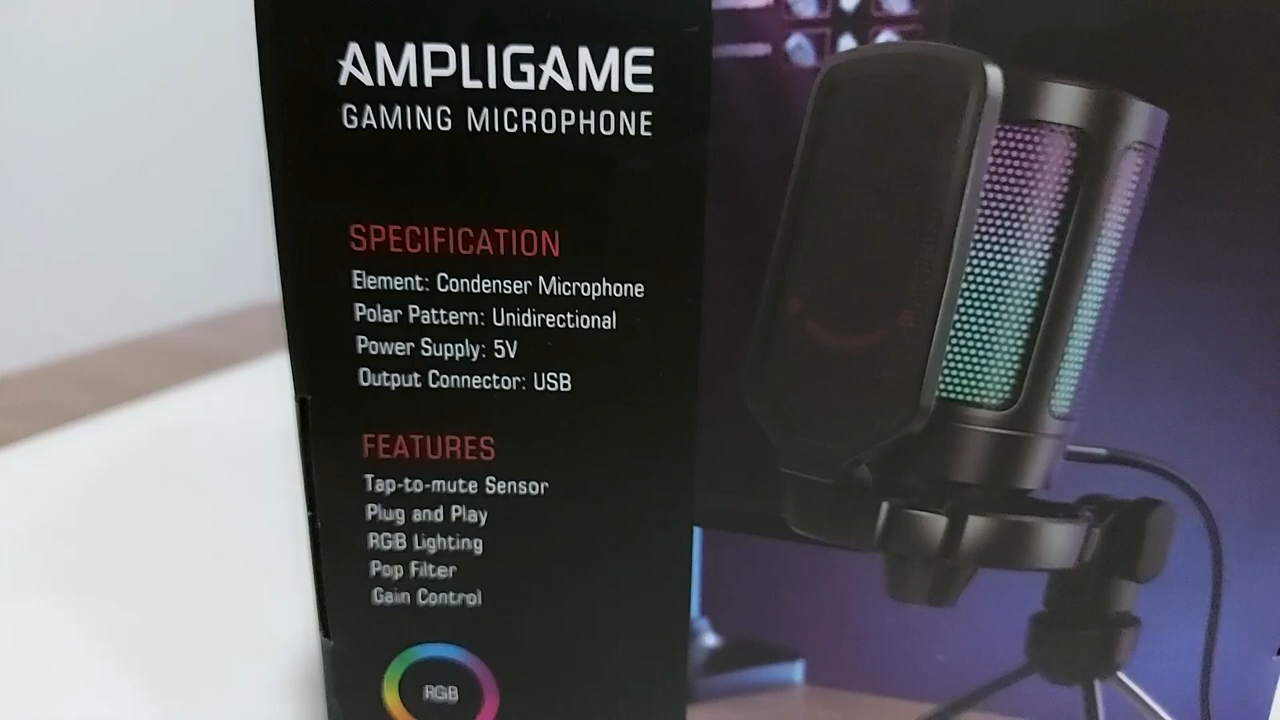 AMPLIGAME
GAMING MICROPHONE
SPECIFICATION
Element: Condenser Microphone
Polar Pattern: Unidirectional
Power Supply: 5V
Output Connector: USB
FEATURES
Tap-to-mute Sensor
Plug and Play
RGB Lighting
Pop Filter
Gain Control
RGB